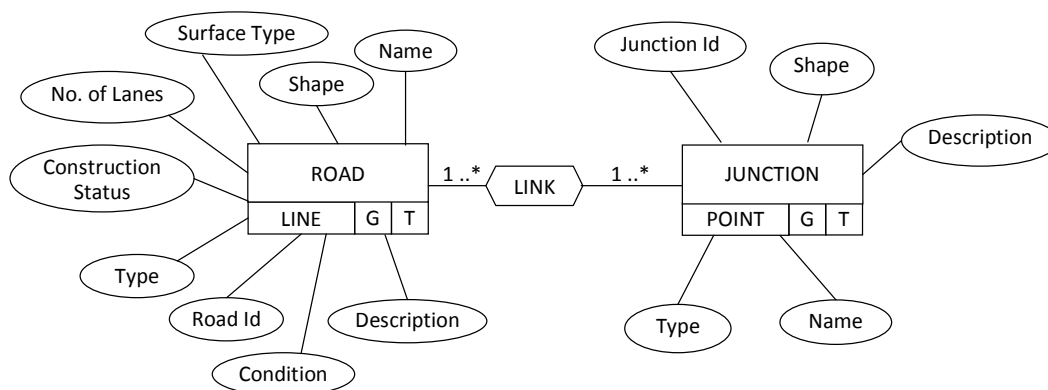 Surface Type
Name
Junction Id
Shape
Shape
No. of Lanes
Description
Construction
Status
ROAD
1 ..*
LINK
1 ..*
JUNCTION
LINE
G
T
POINT
G
T
Type
Road Id
Description
Type
Name
Condition